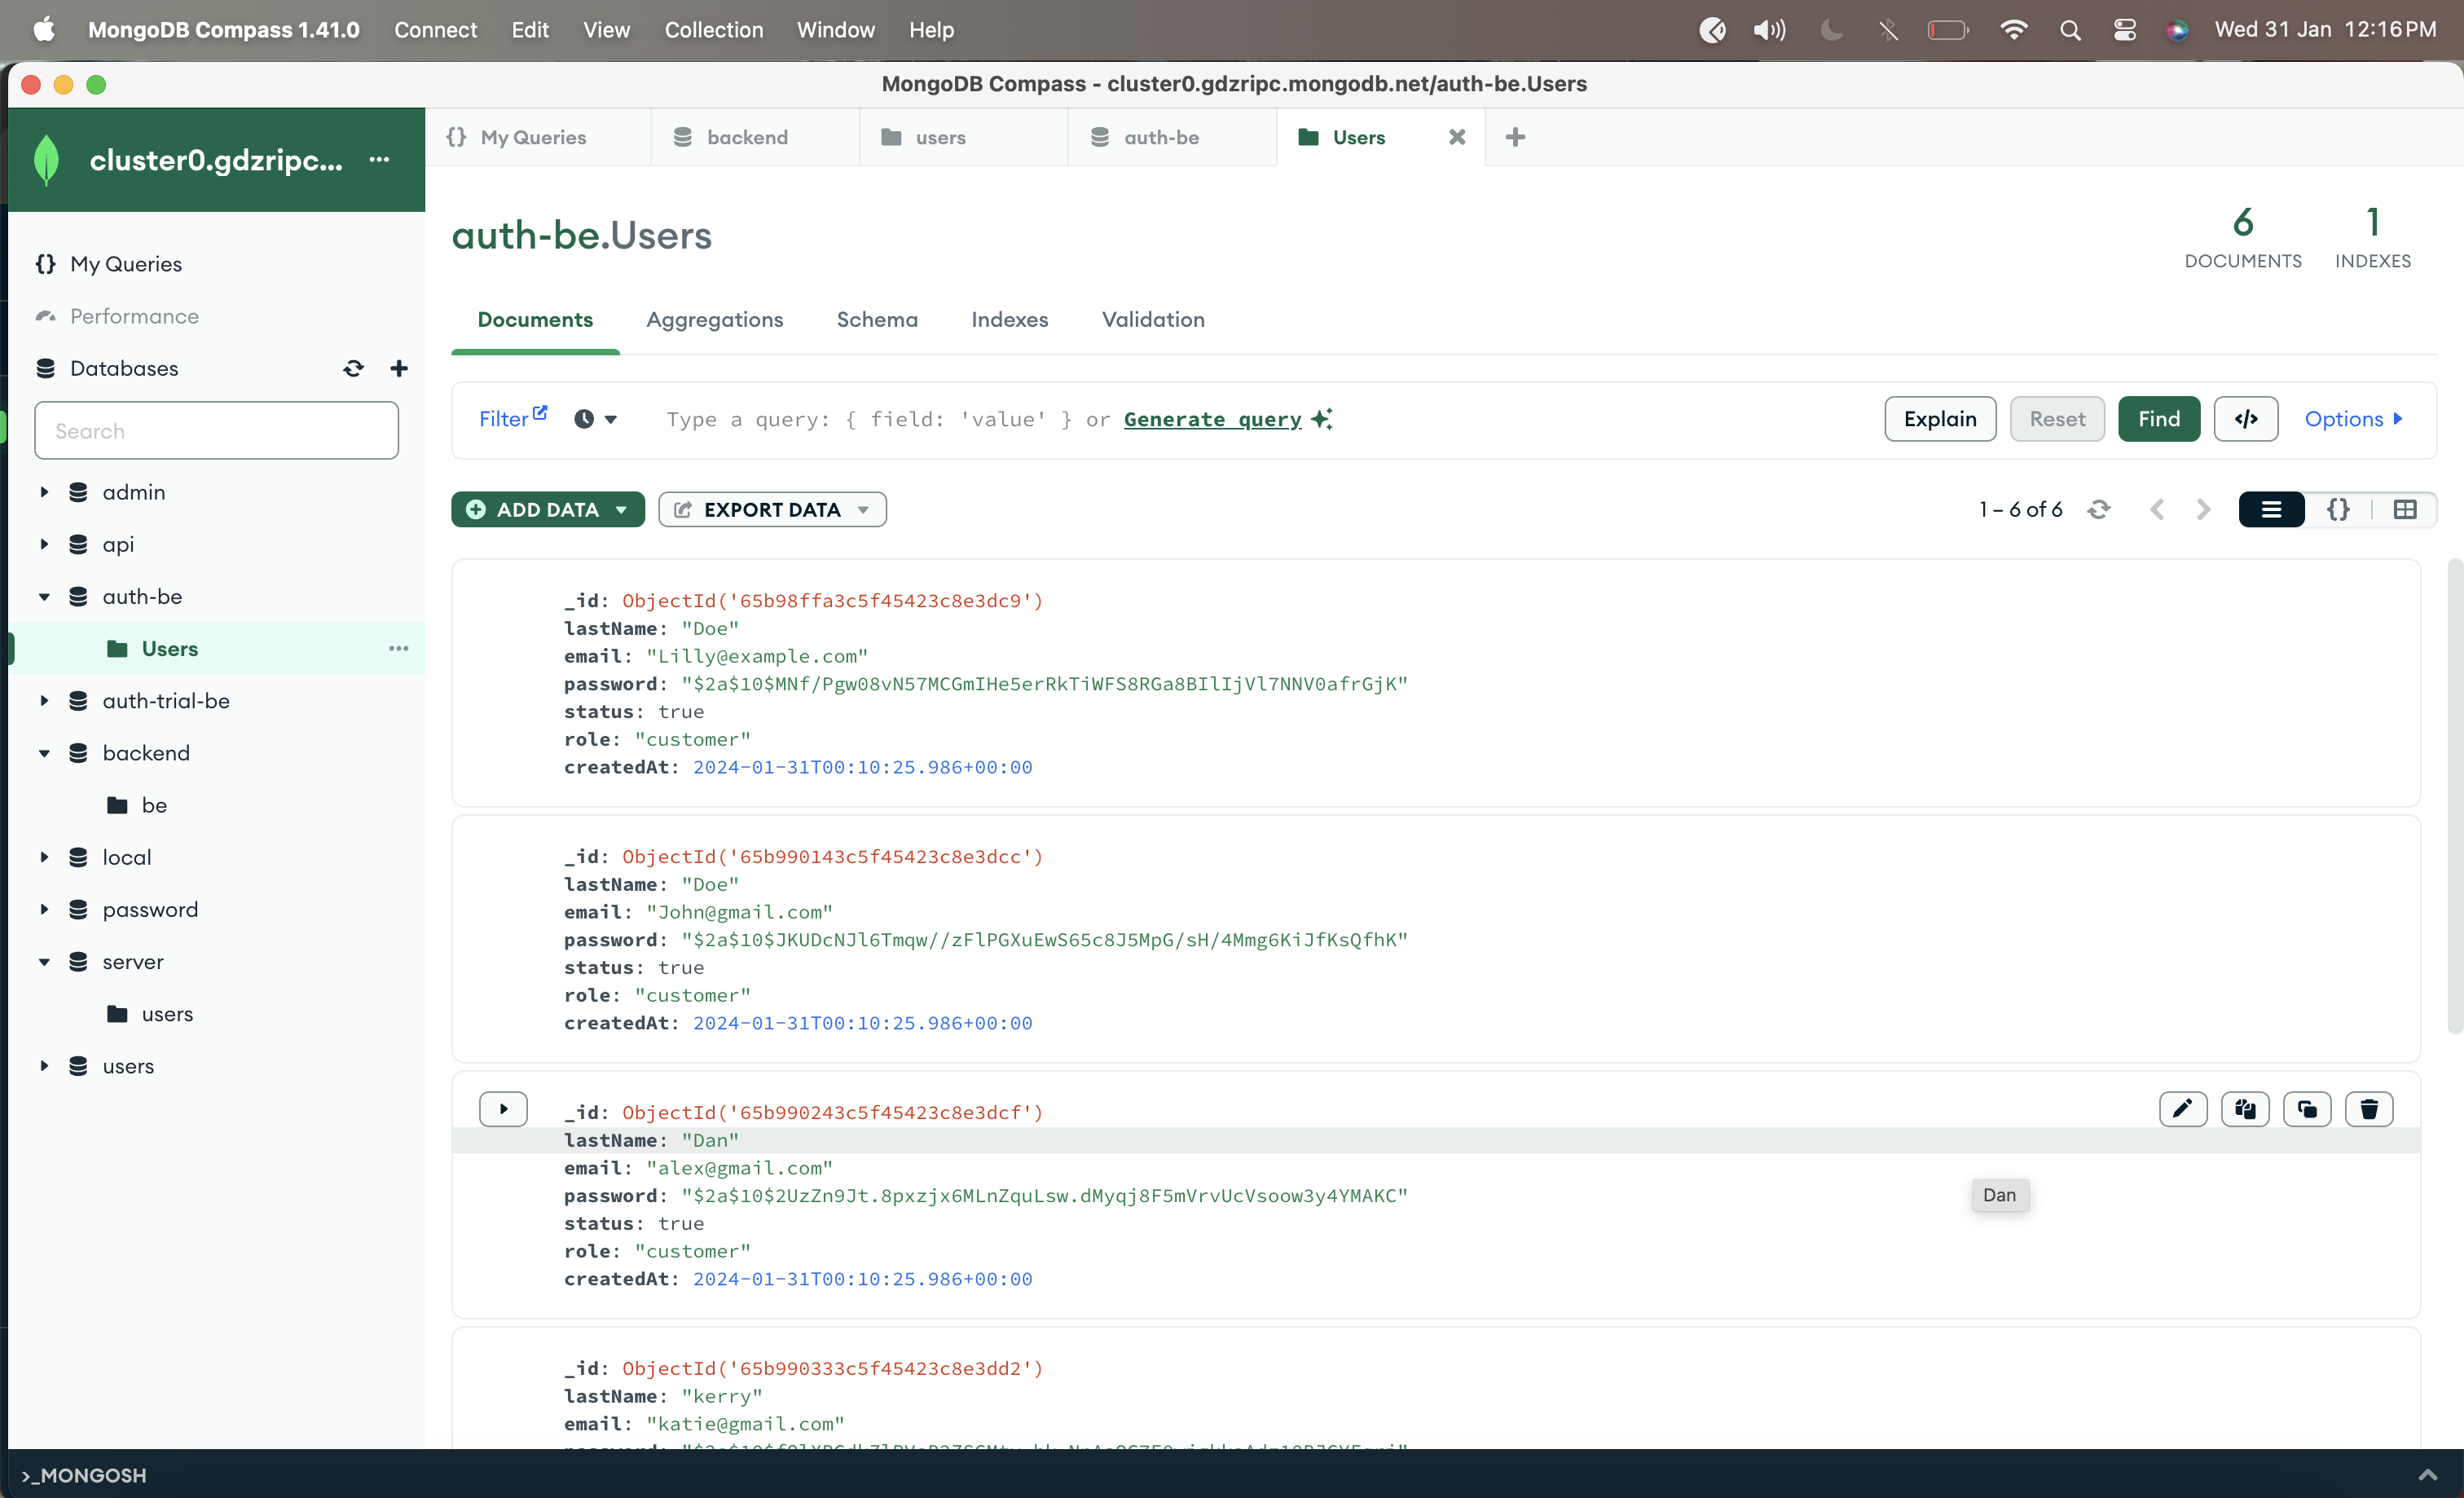 MongoDB Compass 1.41.0 Connect Edit View Collection Window Help Wed 31 Jan 12:16 PM
MongoDB Compass - cluster0.gdzripc.mongodb.net/auth-be.Users
cluster0.gdzripc... ···
{} My Queries
backend
users
auth-be
Users
My Queries
Performance
Databases
Search
admin
api
auth-be
Users
auth-trial-be
backend
be
local
password
server
users
users
auth-be.Users
6
DOCUMENTS
1
INDEXES
Documents Aggregations Schema Indexes Validation
Filter Type a query: { field: 'value' } or Generate query Explain Reset Find </> Options
ADD DATA EXPORT DATA 1 – 6 of 6 {}
_id: ObjectId('65b98ffa3c5f45423c8e3dc9')
lastName: "Doe"
email: "Lilly@example.com"
password: "$2a$10$MNf/Pgw08vN57MCGmIHe5erRkTiWFS8RGa8BIlIjVl7NNV0afrGjK"
status: true
role: "customer"
createdAt: 2024-01-31T00:10:25.986+00:00
_id: ObjectId('65b990143c5f45423c8e3dcc')
lastName: "Doe"
email: "John@gmail.com"
password: "$2a$10$JKUDcNJl6Tmqw//zFlPGXuEwS65c8J5MpG/sH/4Mmg6KiJfKsQfhK"
status: true
role: "customer"
createdAt: 2024-01-31T00:10:25.986+00:00
_id: ObjectId('65b990243c5f45423c8e3dcf')
lastName: "Dan"
email: "alex@gmail.com"
password: "$2a$10$2UzZn9Jt.8pxzjx6MLnZquLsw.dMyqj8F5mVrvUcVsoow3y4YMAKC"
Dan
status: true
role: "customer"
createdAt: 2024-01-31T00:10:25.986+00:00
_id: ObjectId('65b990333c5f45423c8e3dd2')
lastName: "kerry"
email: "katie@gmail.com"
>_MONGOSH